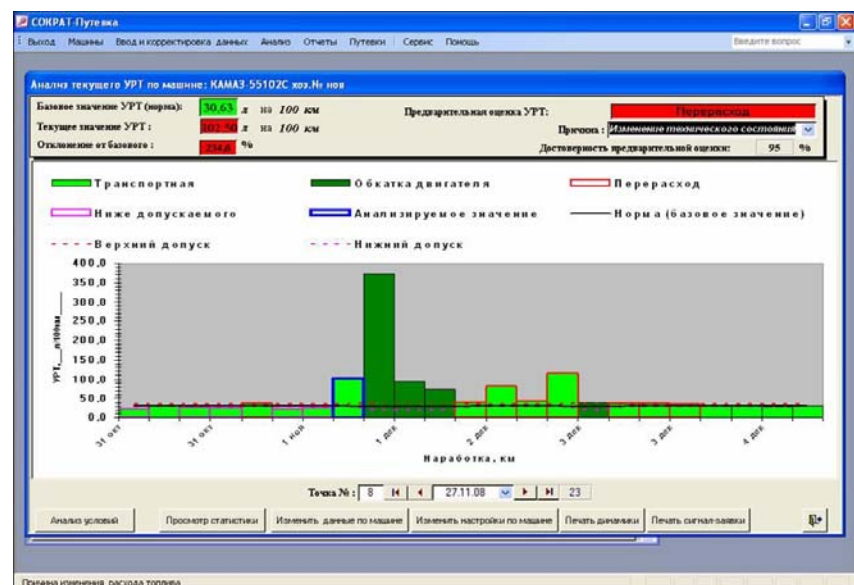 СОКРАТ-Путевка
Выход Машины Ввод и корректировка данных Анализ Отчеты Путевки Сервис Помощь Введите вопрос
Анализ текущего УРТ по машине: КАМАЗ-55102С хоз.№ нов
Базовое значение УРТ (норма): 30,63 л на 100 км Предварительная оценка УРТ: Перерасход
Текущее значение УРТ : 102,50 л на 100 км Причина : Изменение технического состояния
Отклонение от базового : 234,6 % Достоверность предварительной оценки: 95 %
Транспортная Обкатка двигателя Перерасход
Ниже допускаемого Анализируемое значение Норма (базовое значение)
Верхний допуск Нижний допуск
400,0
350,0
300,0
250,0
200,0
150,0
100,0
50,0
0,0
УРТ, л/100км
31 окт 31 окт 1 ноя 1 дек 2 дек 3 дек 3 дек 4 дек
Наработка, км
Точка № : 8 27.11.08 23
Анализ условий Просмотр статистики Изменить данные по машине Изменить настройки по машине Печать динамики Печать сигнал-заявки
Причина изменения расхода топлива